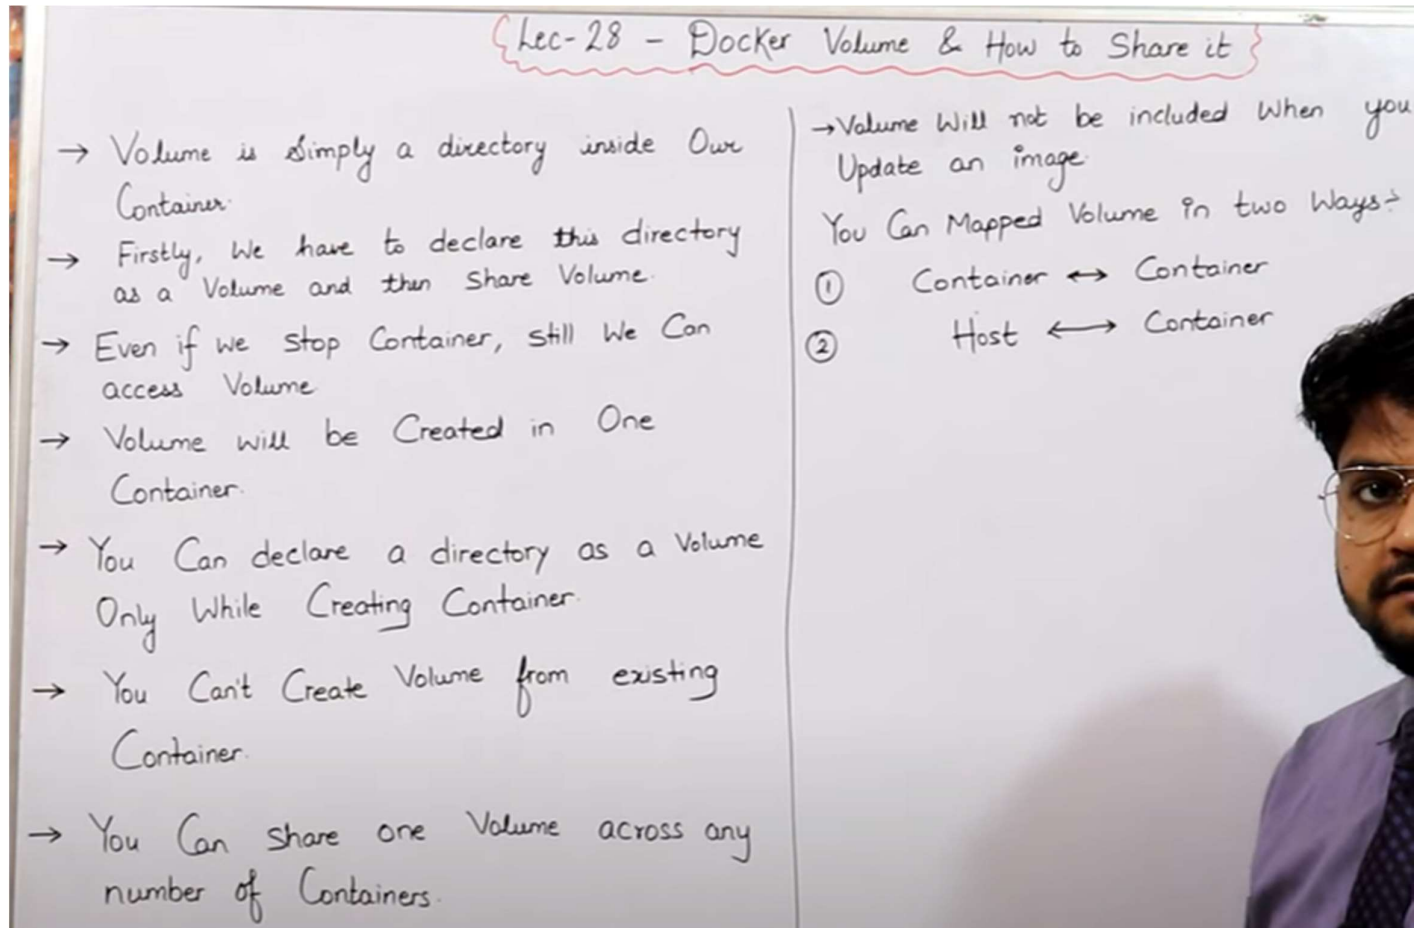 Lec-28 - Docker Volume & How to Share it
→ Volume is simply a directory inside Our
Container.
→ Firstly, We have to declare this directory
as a Volume and then Share Volume.
→ Even if we stop Container, still We Can
access Volume
→ Volume will be Created in One
Container.
→ You Can declare a directory as a Volume
Only While Creating Container.
→ You Can't Create Volume from existing
Container.
→ You Can share one Volume across any
number of Containers.
→ Volume Will not be included When you
Update an image.
You Can Mapped Volume in two Ways:-
① Container ↔ Container
② Host ↔ Container